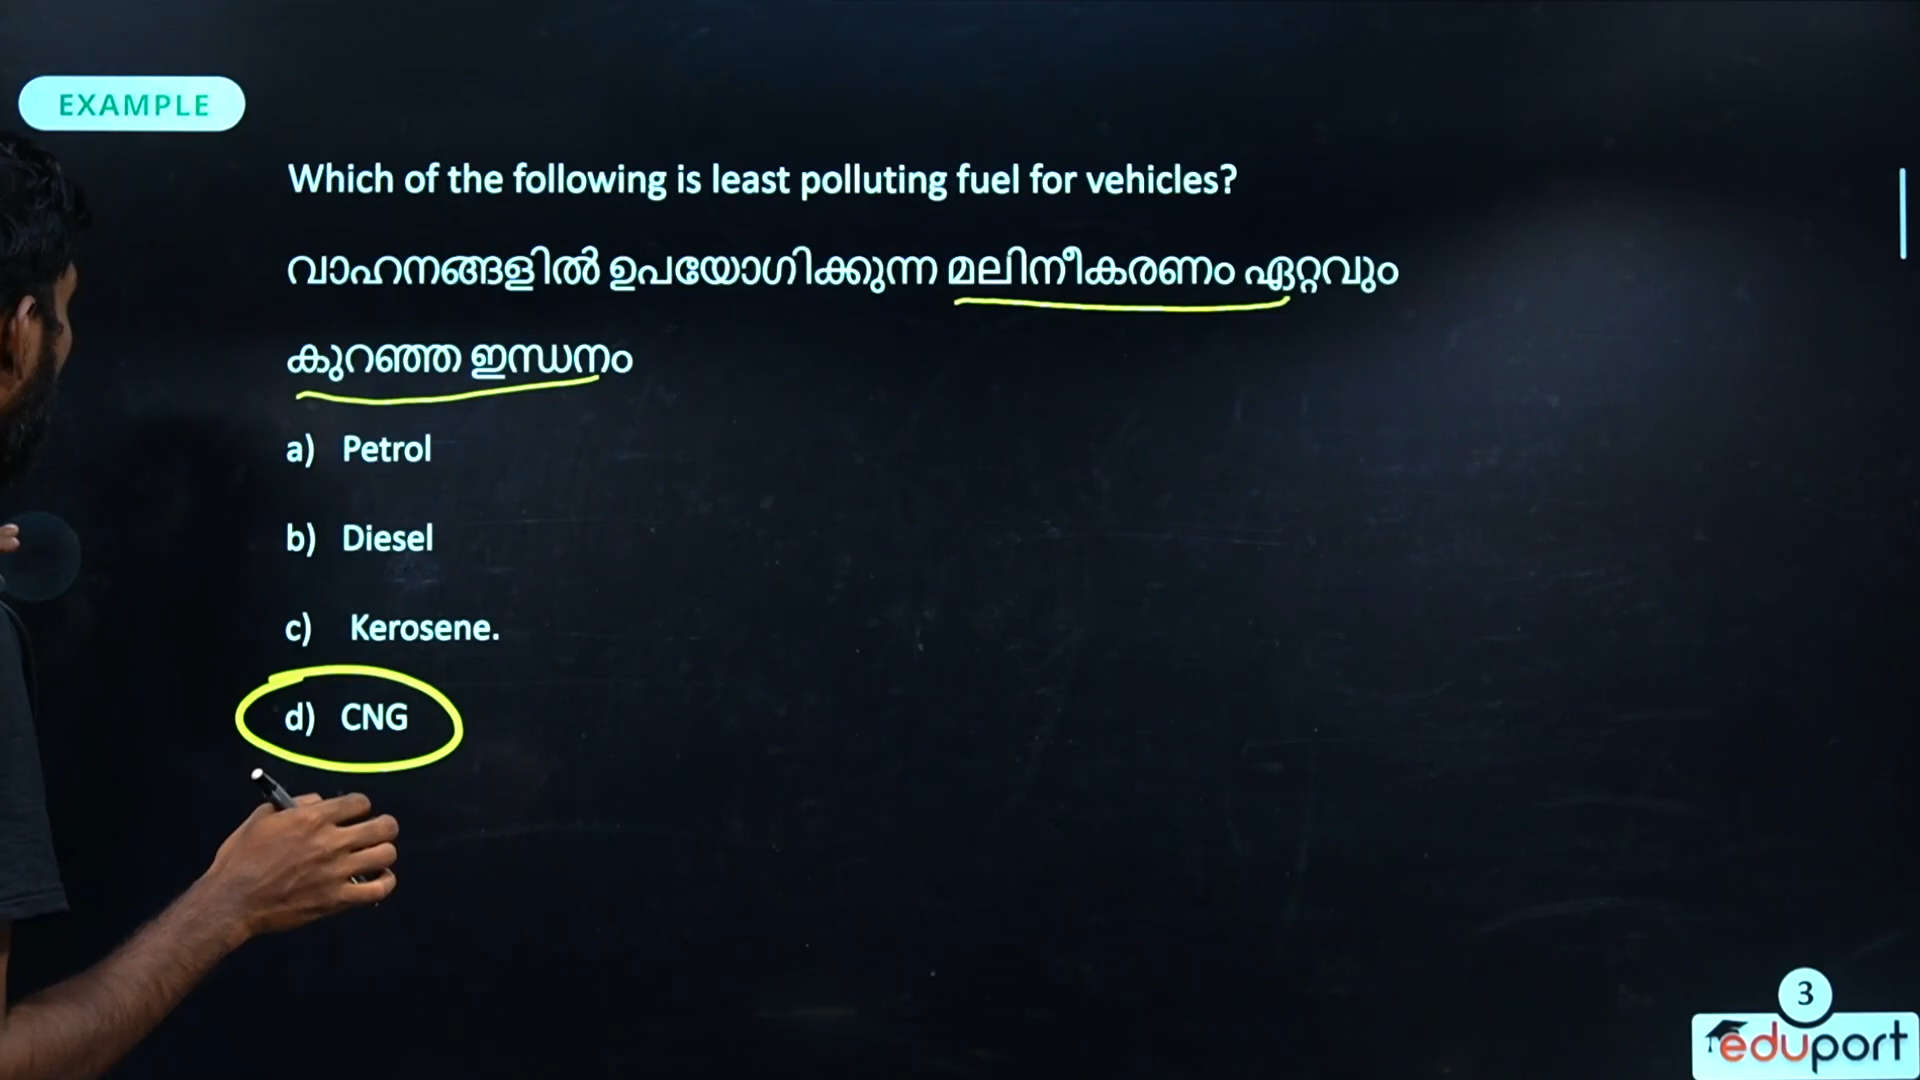 EXAMPLE
Which of the following is least polluting fuel for vehicles?
വാഹനങ്ങളിൽ ഉപയോഗിക്കുന്ന മലിനീകരണം ഏറ്റവും
കുറഞ്ഞ ഇന്ധനം
a) Petrol
b) Diesel
c) Kerosene.
d) CNG
3
eduport